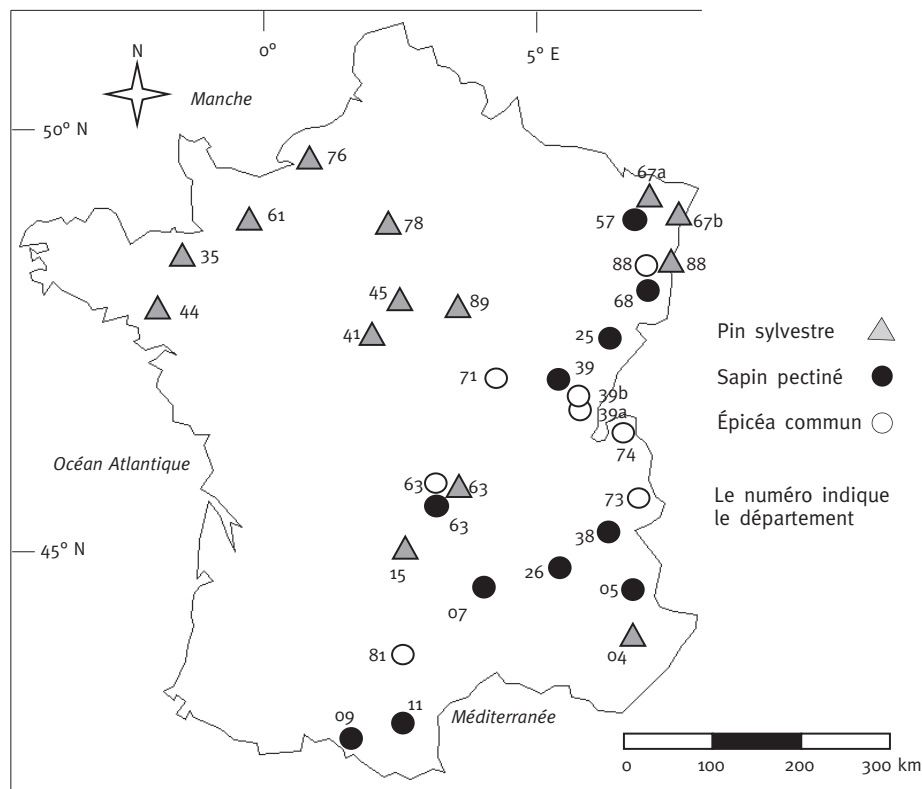 0° 5° E
N
Manche
50° N
76
67a
61
78
57
67b
35
88
88
45
68
44
89
41
25
Pin sylvestre
71
39
Sapin pectiné
39b
39a
Épicéa commun
74
Océan Atlantique
63
63
73
Le numéro indique
le département
63
38
45° N
15
26
05
07
04
81
11
Méditerranée
09
0 100 200 300 km